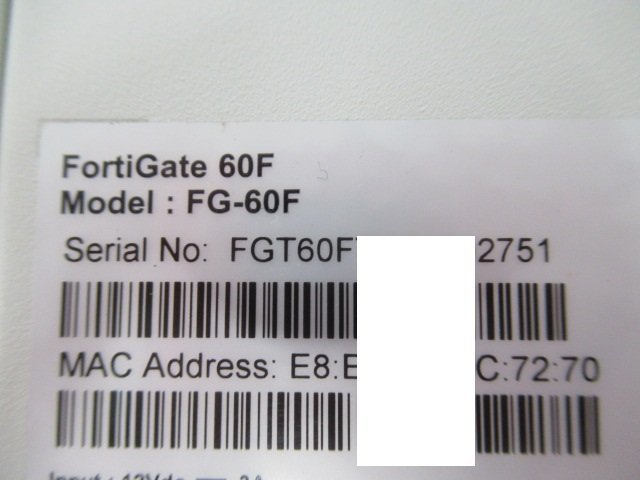 FortiGate 60F
Model : FG-60F
Serial No: FGT60F 2751
MAC Address: E8:E C:72:70